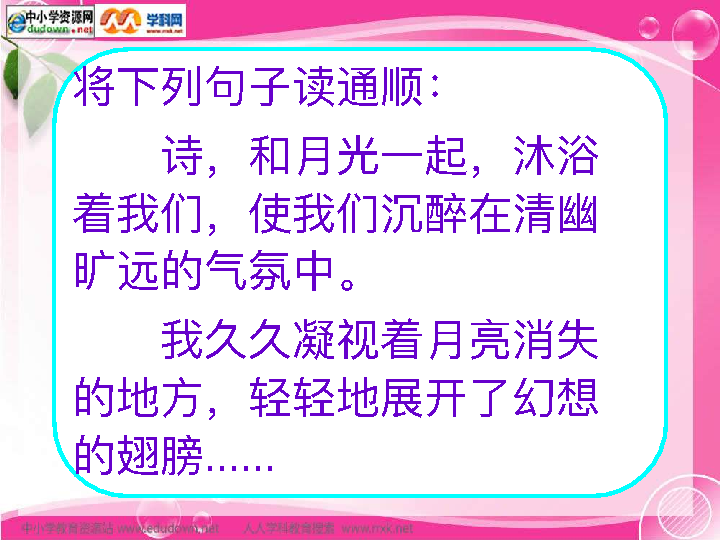 中小学资源网
dudown.net
学科网
www.nxk.net
将下列句子读通顺：
诗，和月光一起，沐浴
着我们，使我们沉醉在清幽
旷远的气氛中。
我久久凝视着月亮消失
的地方，轻轻地展开了幻想
的翅膀......
中小学教育资源站 www.edudown.net 人人学科教育搜索 www.nxk.net